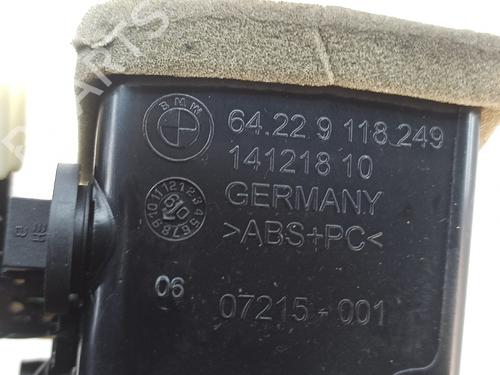 BMW
64.22 9 118 249
141218 10
GERMANY
>ABS+PC<
06
07215-001